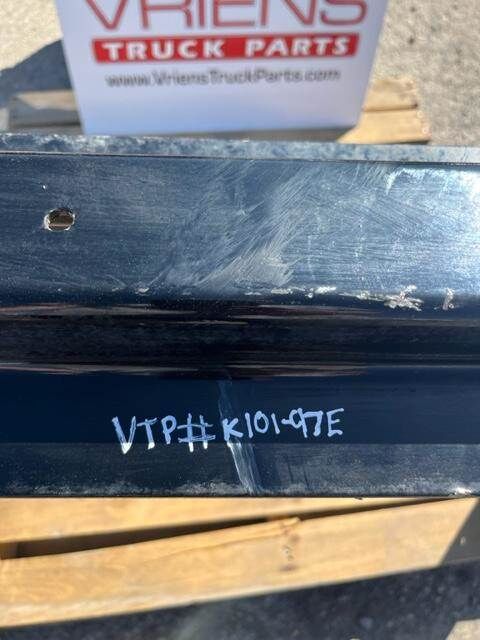 VRIENS
TRUCK PARTS
www.VriensTruckParts.com
VTP# K101-97E